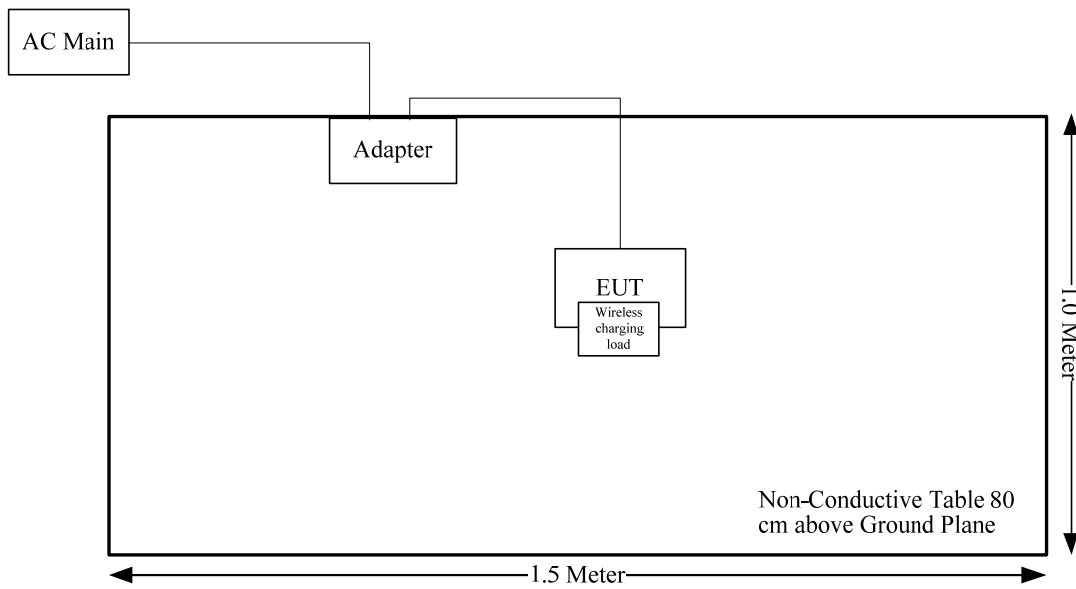 AC Main
Adapter
EUT
Wireless
charging
load
1.0 Meter
Non-Conductive Table 80
cm above Ground Plane
1.5 Meter